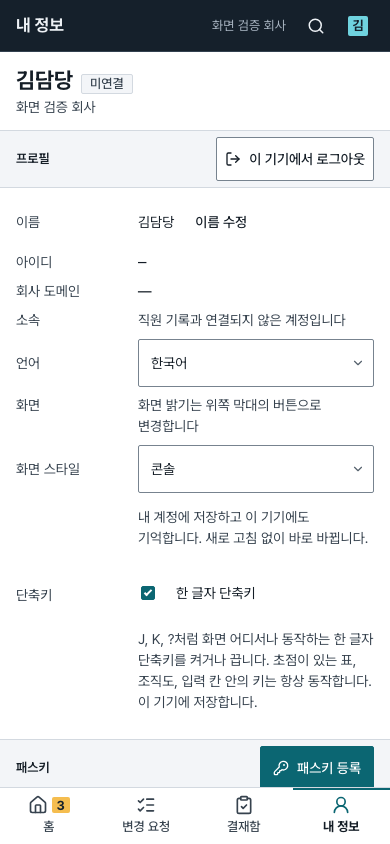 내 정보 화면 검증 회사 김
김담당 미연결
화면 검증 회사
프로필 이 기기에서 로그아웃
이름 김담당 이름 수정
아이디 –
회사 도메인 —
소속 직원 기록과 연결되지 않은 계정입니다
언어 한국어
화면 화면 밝기는 위쪽 막대의 버튼으로
변경합니다
화면 스타일 콘솔
내 계정에 저장하고 이 기기에도
기억합니다. 새로 고침 없이 바로 바뀝니다.
단축키 한 글자 단축키
J, K, ?처럼 화면 어디서나 동작하는 한 글자
단축키를 켜거나 끕니다. 초점이 있는 표,
조직도, 입력 칸 안의 키는 항상 동작합니다.
이 기기에 저장합니다.
패스키 패스키 등록
3
홈 변경 요청 결재함 내 정보